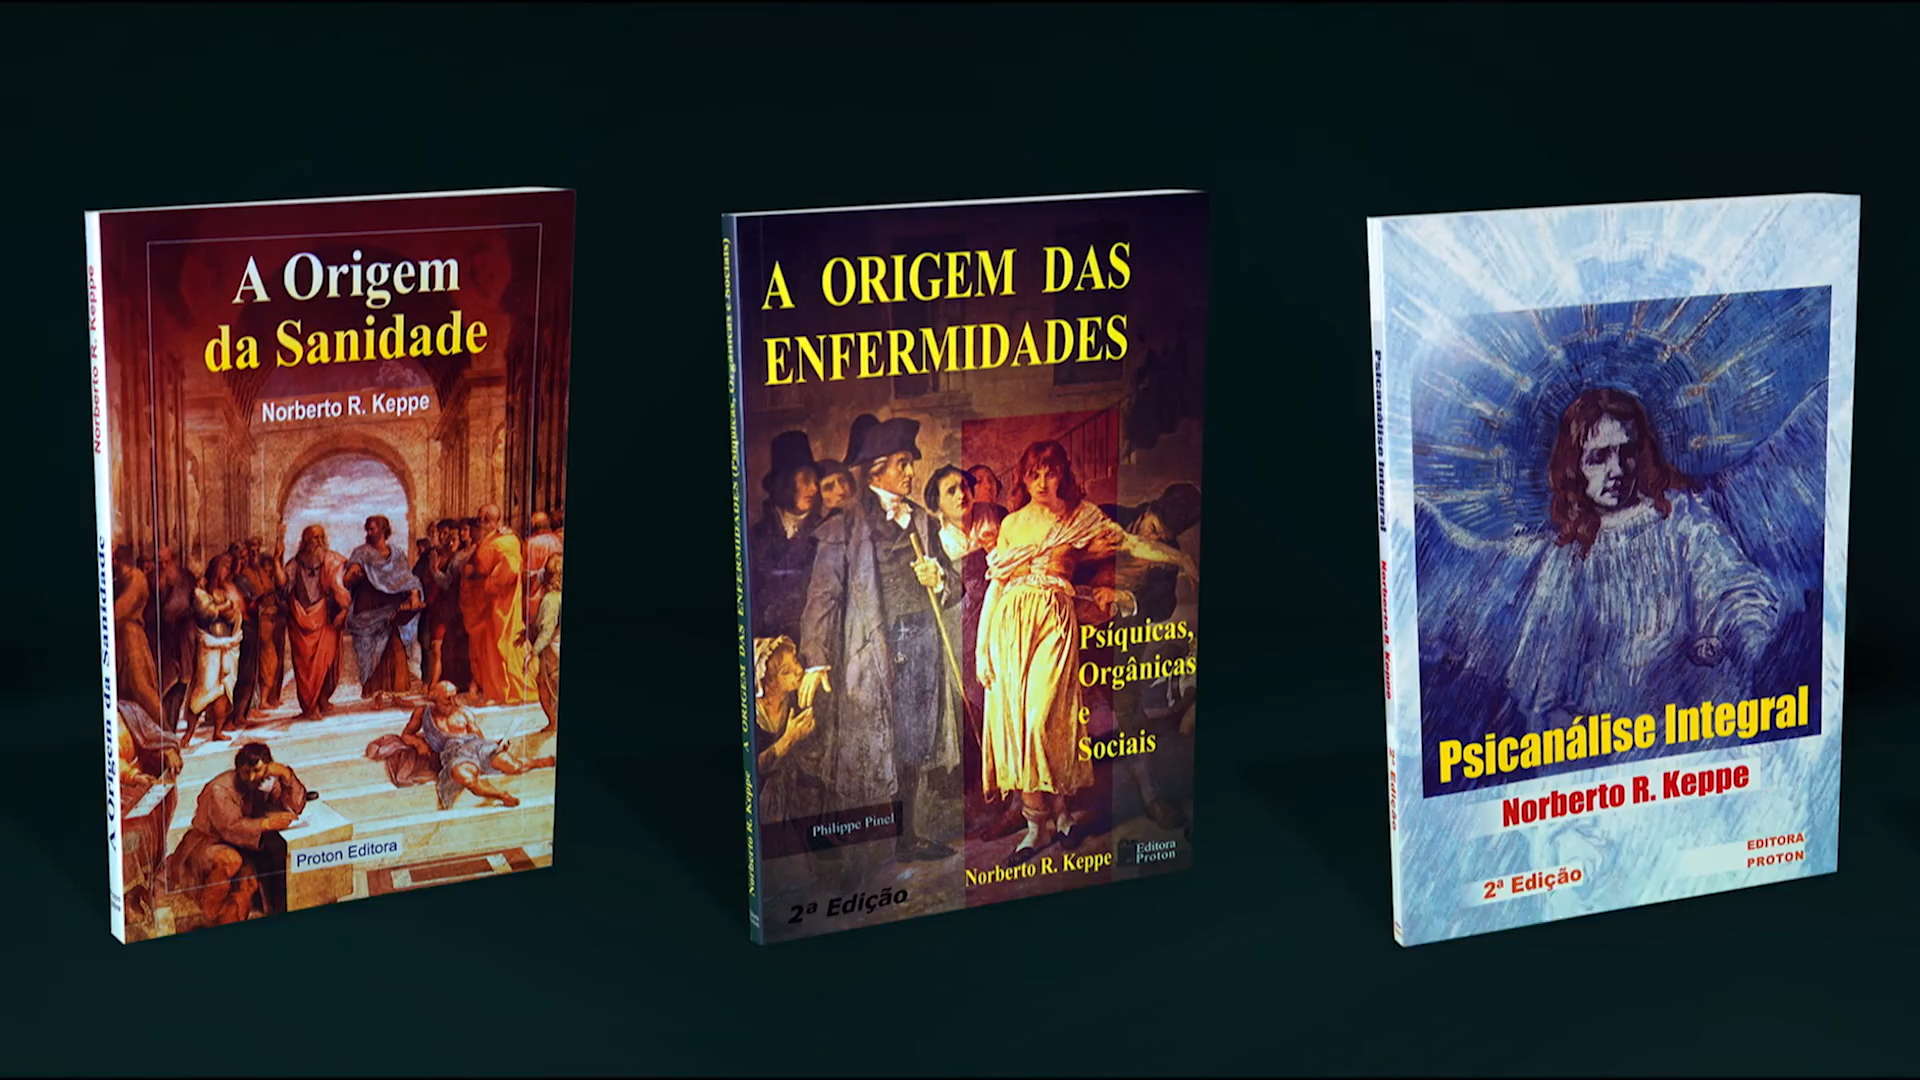 A Origem
da Sanidade
Norberto R. Keppe
Proton Editora
Norberto R. Keppe
A Origem da Sanidade
A ORIGEM DAS
ENFERMIDADES
Psíquicas,
Orgânicas
e
Sociais
Philippe Pinel
Norberto R. Keppe
Editora
Proton
2ª Edição
Norberto R. Keppe A ORIGEM DAS ENFERMIDADES (Psíquicas, Orgânicas e Sociais)
Psicanálise Integral
Norberto R. Keppe
EDITORA
PROTON
2ª Edição
Psicanálise Integral Norberto R. Keppe 2ª Edição